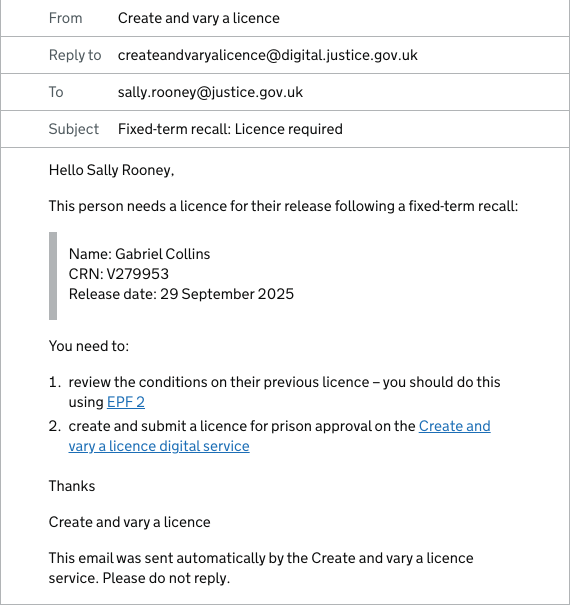 From Create and vary a licence
Reply to createandvaryalicence@digital.justice.gov.uk
To sally.rooney@justice.gov.uk
Subject Fixed-term recall: Licence required
Hello Sally Rooney,
This person needs a licence for their release following a fixed-term recall:
Name: Gabriel Collins
CRN: V279953
Release date: 29 September 2025
You need to:
1. review the conditions on their previous licence – you should do this
using EPF 2
2. create and submit a licence for prison approval on the Create and
vary a licence digital service
Thanks
Create and vary a licence
This email was sent automatically by the Create and vary a licence
service. Please do not reply.